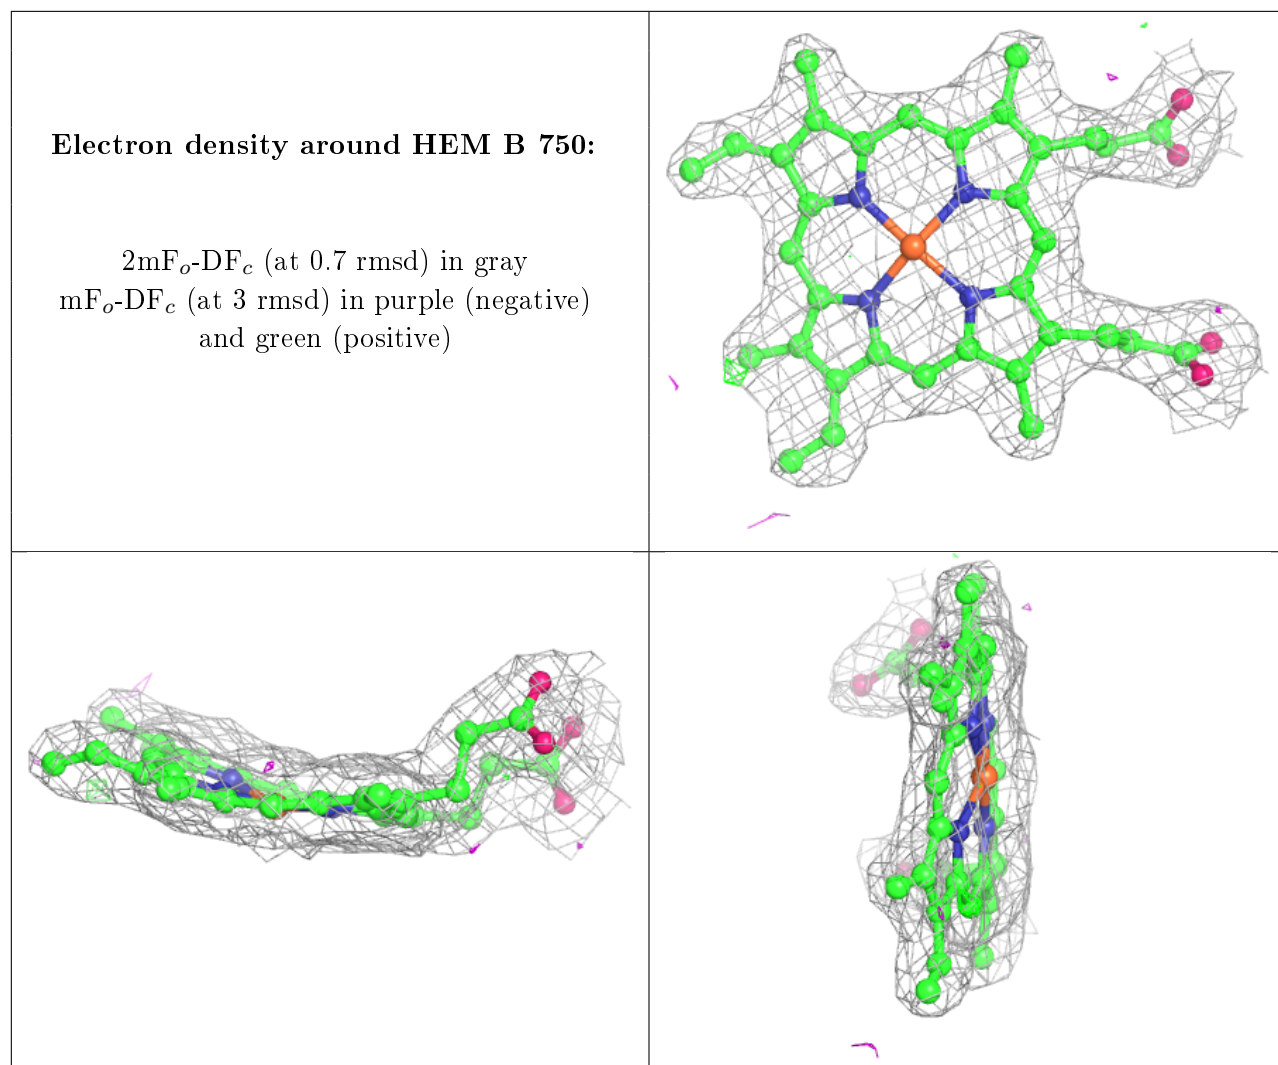 Electron density around HEM B 750:
2mFo-DFc (at 0.7 rmsd) in gray
mFo-DFc (at 3 rmsd) in purple (negative)
and green (positive)